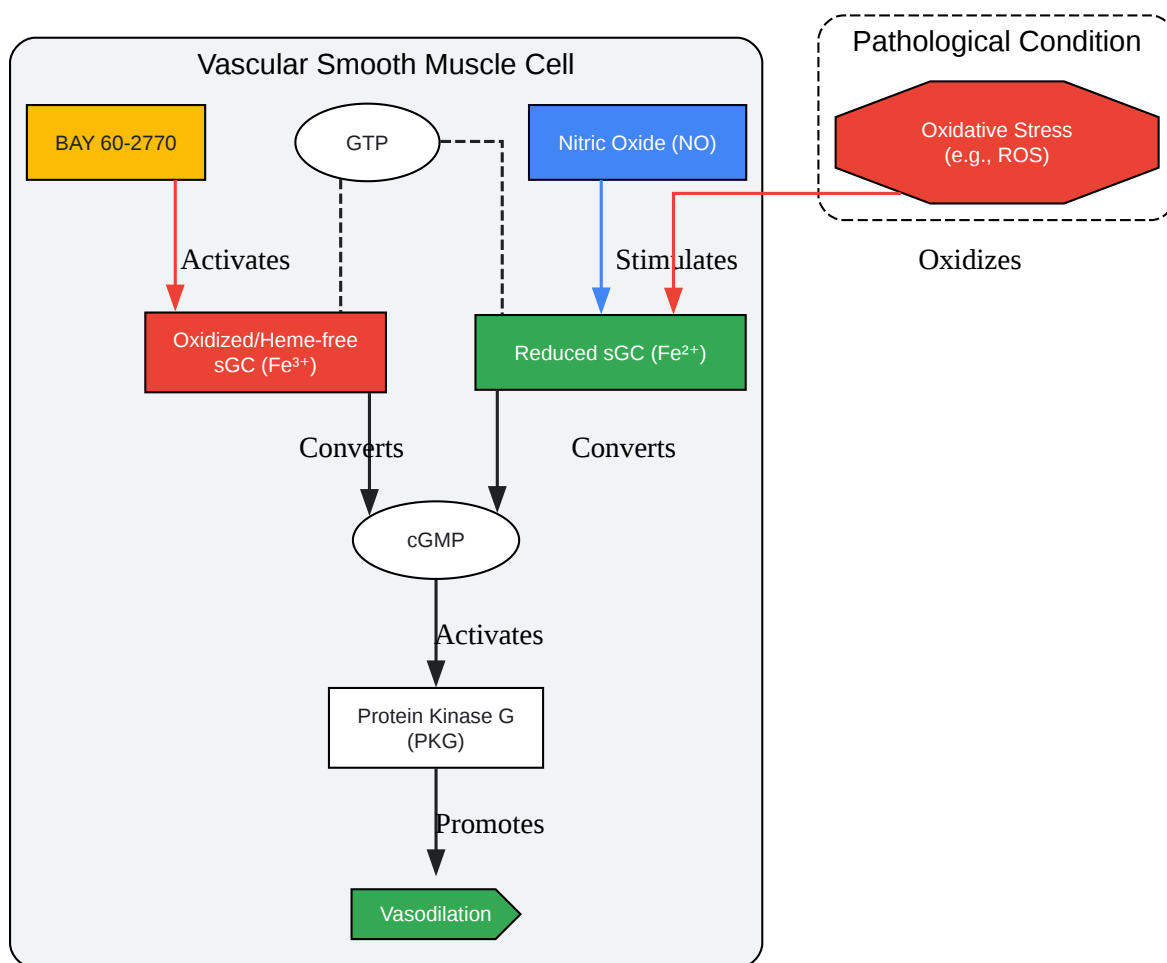 Pathological Condition
Vascular Smooth Muscle Cell
BAY 60-2770
GTP
Nitric Oxide (NO)
Oxidative Stress
(e.g., ROS)
Activates
Stimulates
Oxidizes
Oxidized/Heme-free
sGC (Fe³⁺)
Reduced sGC (Fe²⁺)
Converts
Converts
cGMP
Activates
Protein Kinase G
(PKG)
Promotes
Vasodilation